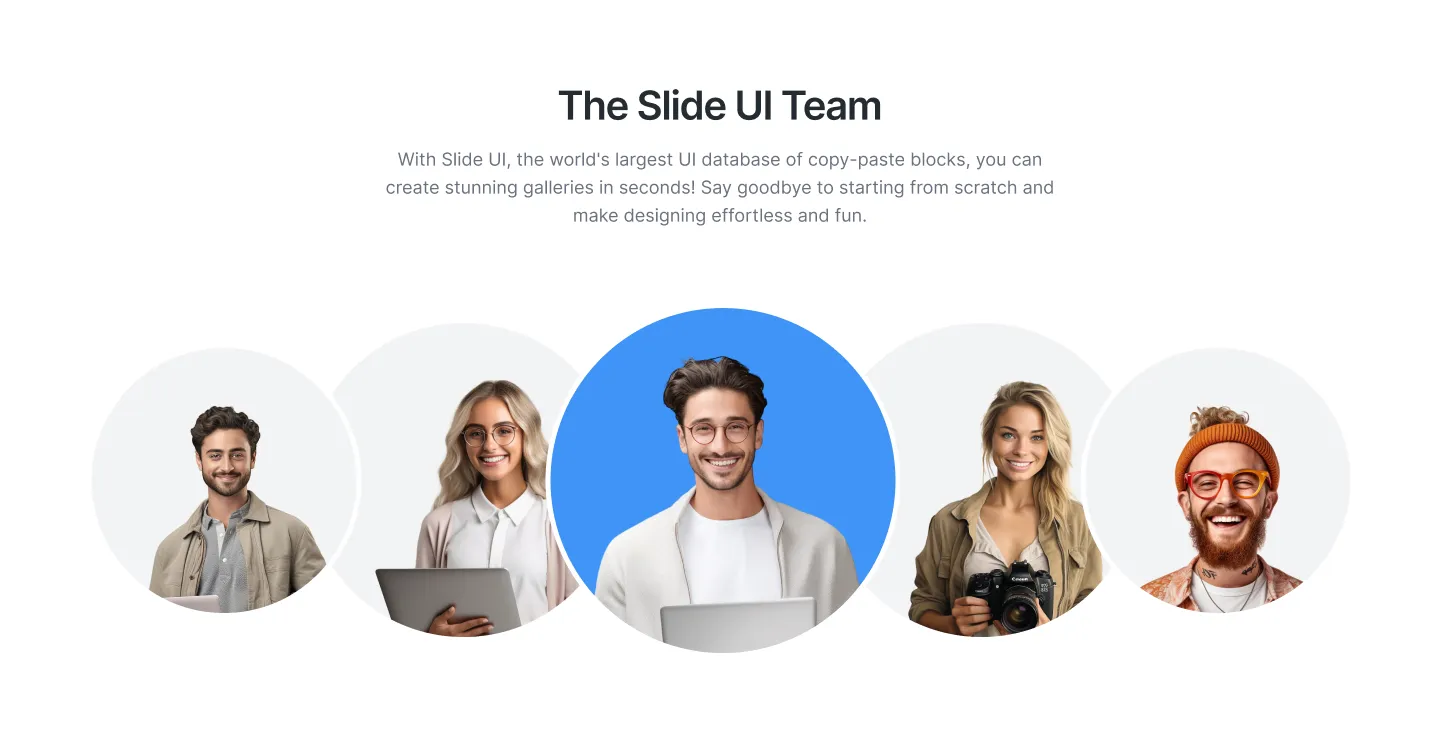 The Slide UI Team
With Slide UI, the world's largest UI database of copy-paste blocks, you can
create stunning galleries in seconds! Say goodbye to starting from scratch and
make designing effortless and fun.
Canon